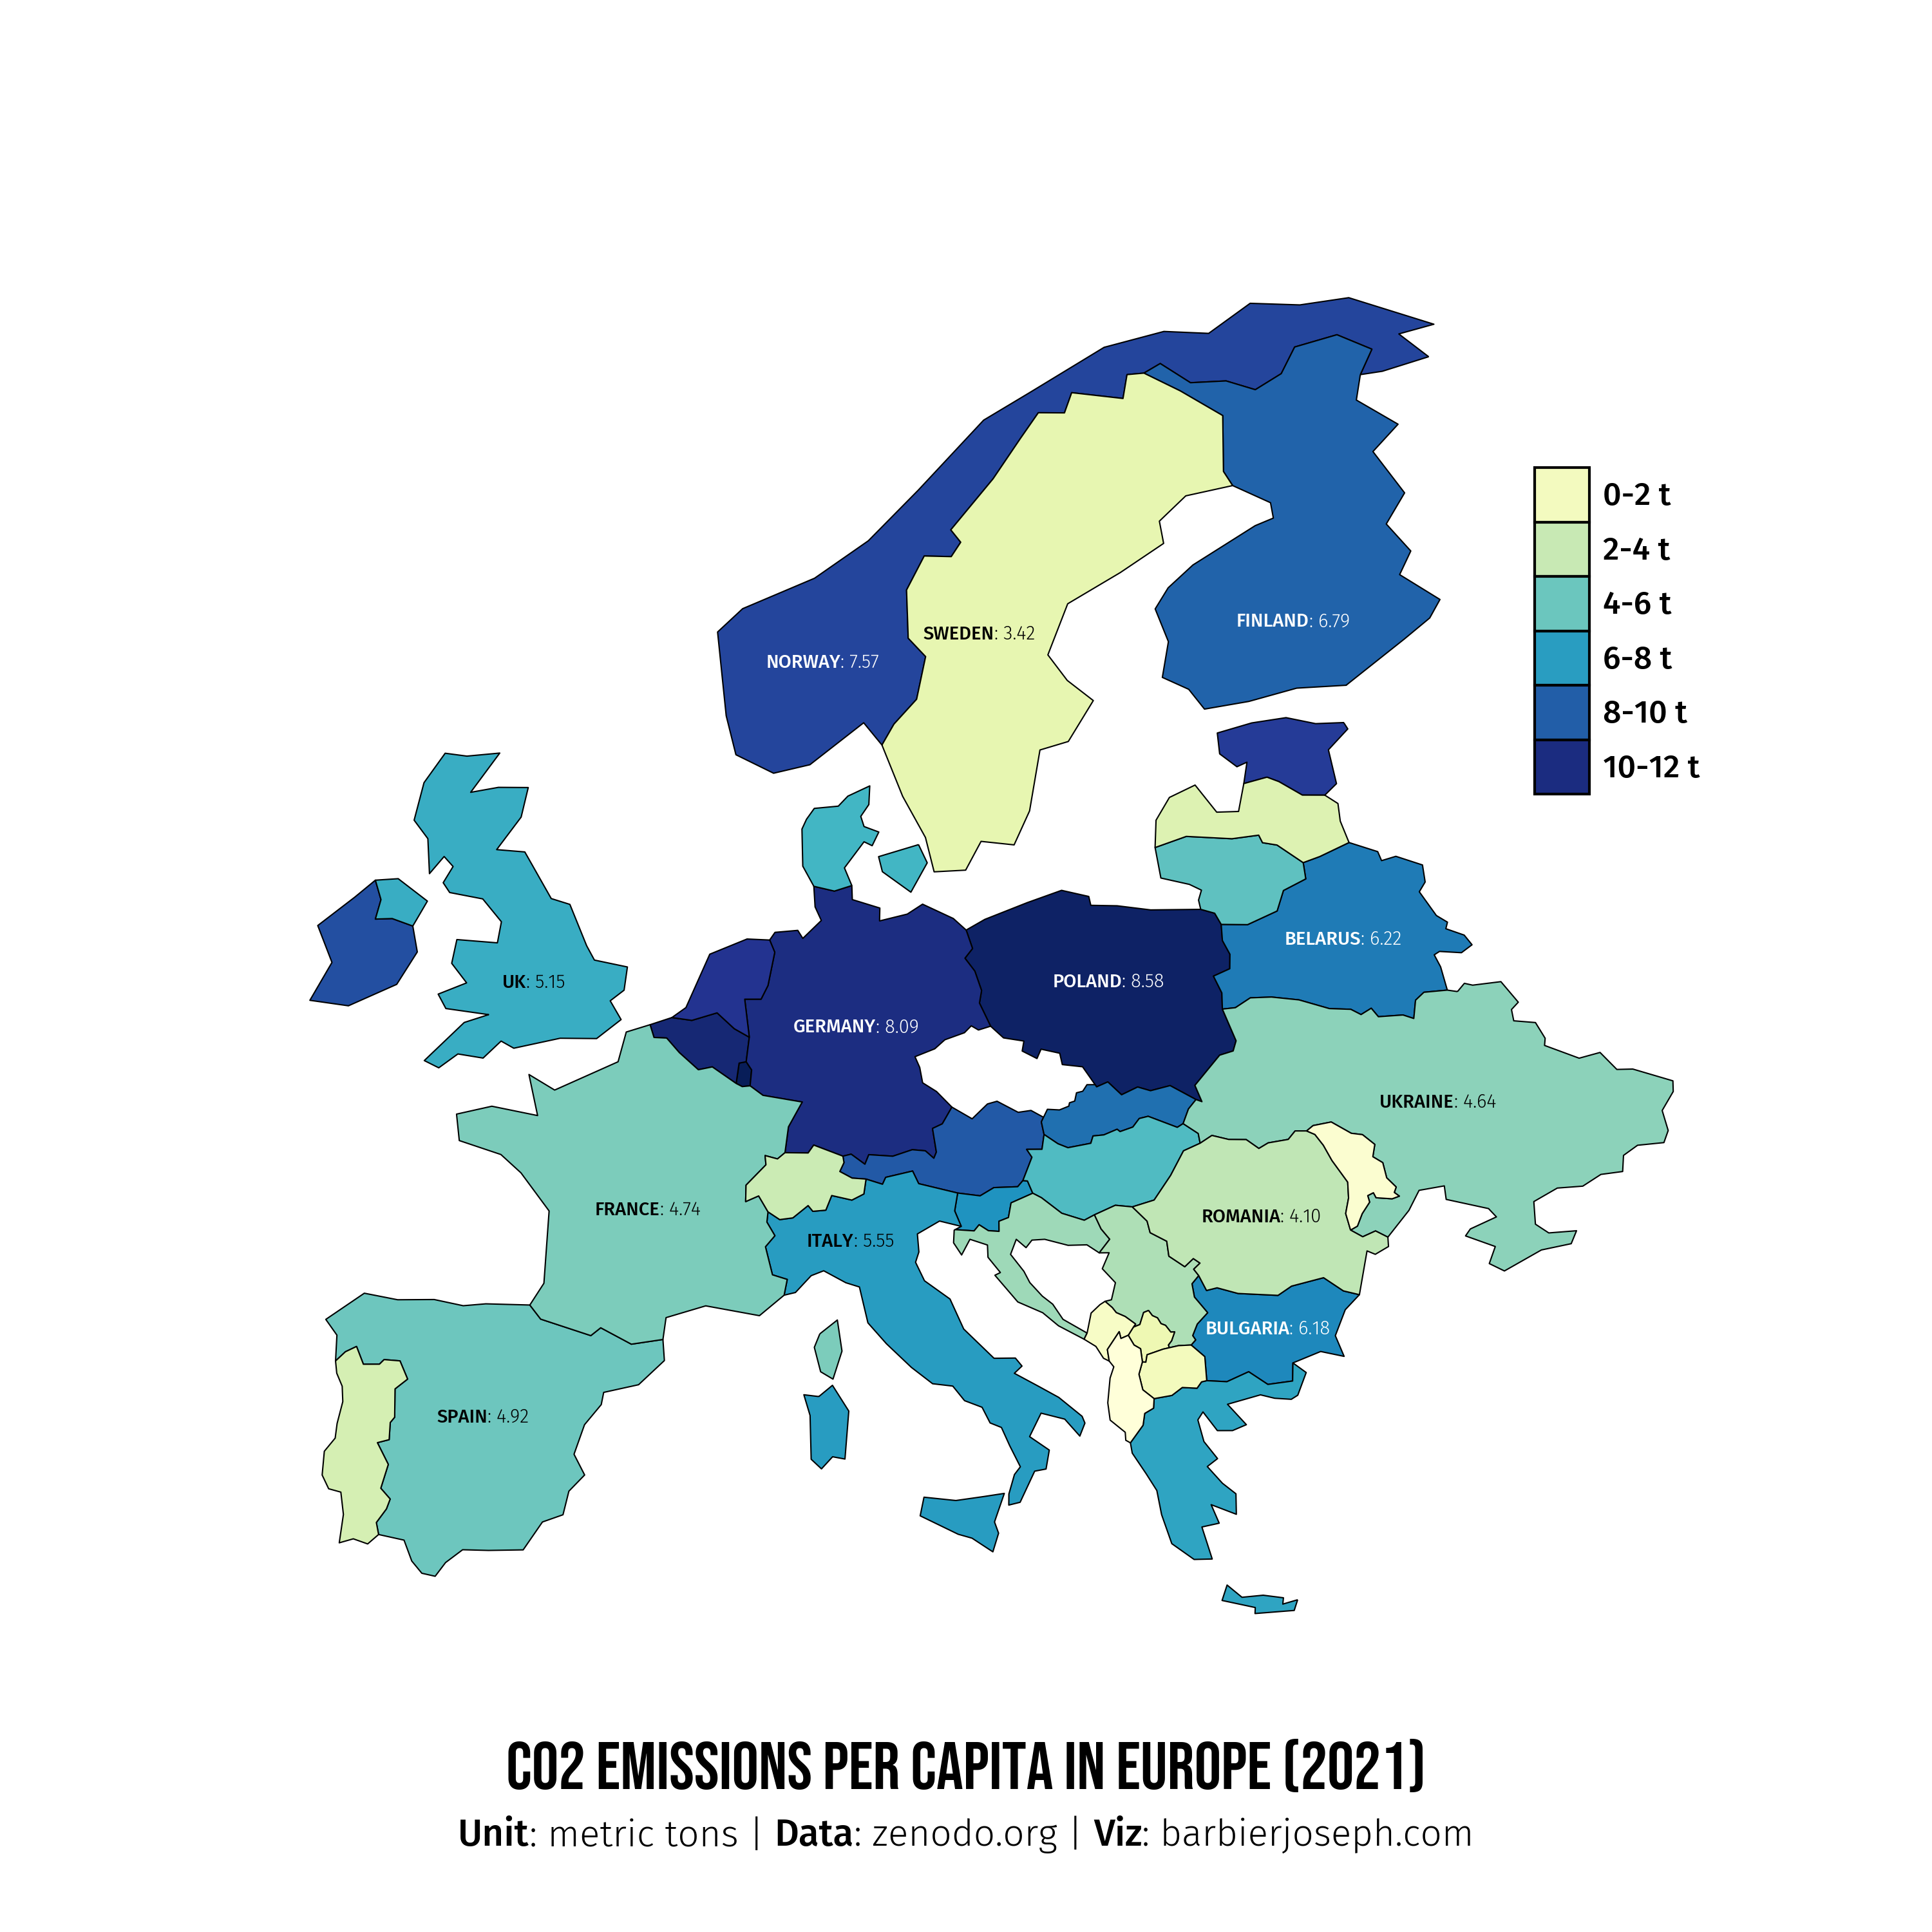 FINLAND: 6.79
SWEDEN: 3.42
NORWAY: 7.57
0-2 t
2-4 t
4-6 t
6-8 t
8-10 t
10-12 t
BELARUS: 6.22
UK: 5.15
POLAND: 8.58
GERMANY: 8.09
UKRAINE: 4.64
FRANCE: 4.74
ROMANIA: 4.10
ITALY: 5.55
BULGARIA: 6.18
SPAIN: 4.92
CO2 EMISSIONS PER CAPITA IN EUROPE (2021)
Unit: metric tons | Data: zenodo.org | Viz: barbierjoseph.com